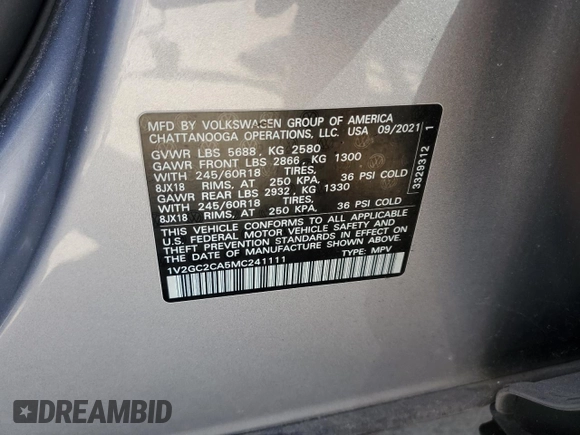 MFD BY VOLKSWAGEN GROUP OF AMERICA
CHATTANOOGA OPERATIONS, LLC. USA 09/2021
GVWR LBS 5688, KG 2580
GAWR FRONT LBS 2866, KG 1300
WITH 245/60R18 TIRES,
8JX18 RIMS, AT 250 KPA, 36 PSI COLD
GAWR REAR LBS 2932, KG 1330
WITH 245/60R18 TIRES,
8JX18 RIMS, AT 250 KPA, 36 PSI COLD
THIS VEHICLE CONFORMS TO ALL APPLICABLE
U.S. FEDERAL MOTOR VEHICLE SAFETY AND
THEFT PREVENTION STANDARDS IN EFFECT ON
THE DATE OF MANUFACTURE SHOWN ABOVE.
1V2GC2CA5MC241111 TYPE: MPV
3329312 1
DREAMBID